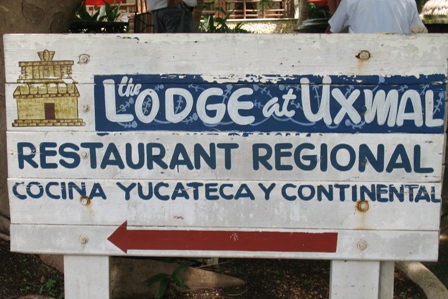 the LODGE at UXMAL
RESTAURANT REGIONAL
COCINA YUCATECA Y CONTINENTAL